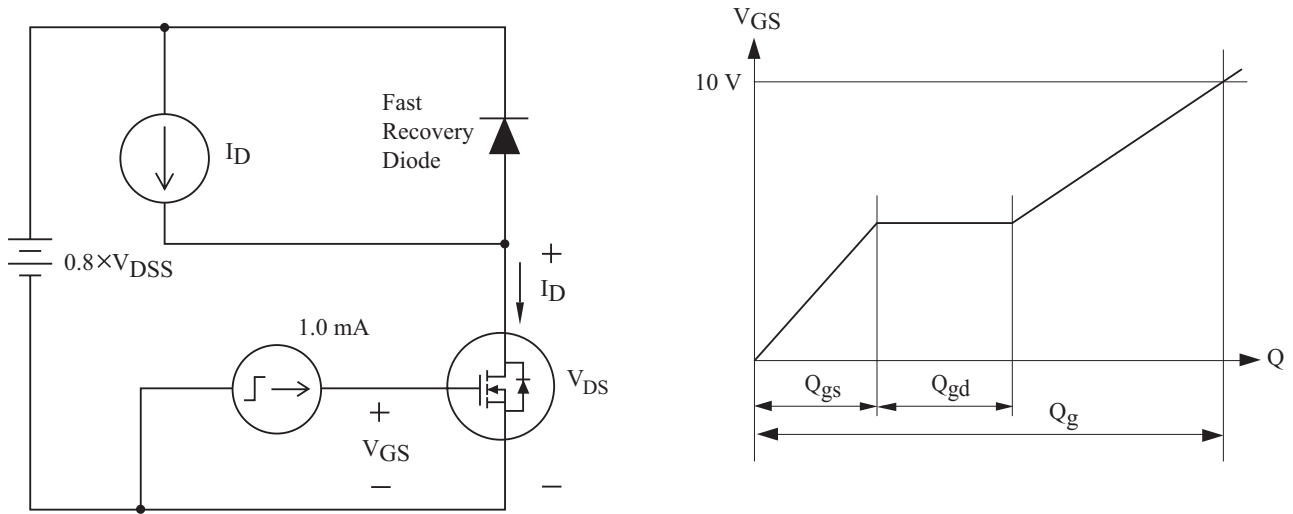 I_D
Fast
Recovery
Diode
0.8×V_DSS
+
I_D
1.0 mA
+
V_GS
−
V_DS
−
V_GS
10 V
Q
Q_gs
Q_gd
Q_g